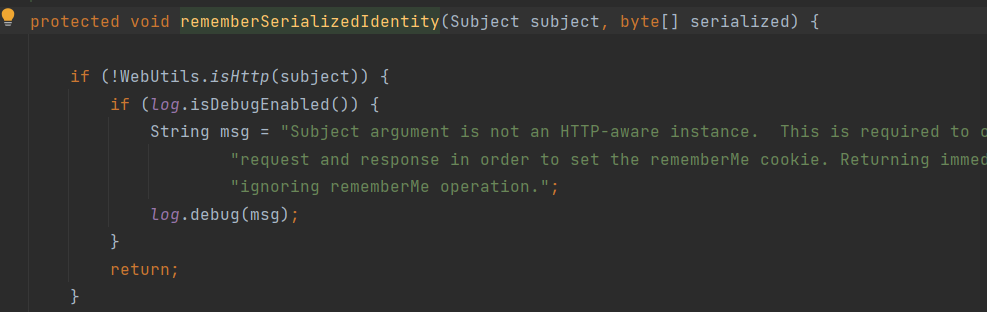 protected void rememberSerializedIdentity(Subject subject, byte[] serialized) {
if (!WebUtils.isHttp(subject)) {
if (log.isDebugEnabled()) {
String msg = "Subject argument is not an HTTP-aware instance.  This is required to
"request and response in order to set the rememberMe cookie. Returning
"ignoring rememberMe operation.";
log.debug(msg);
}
return;
}